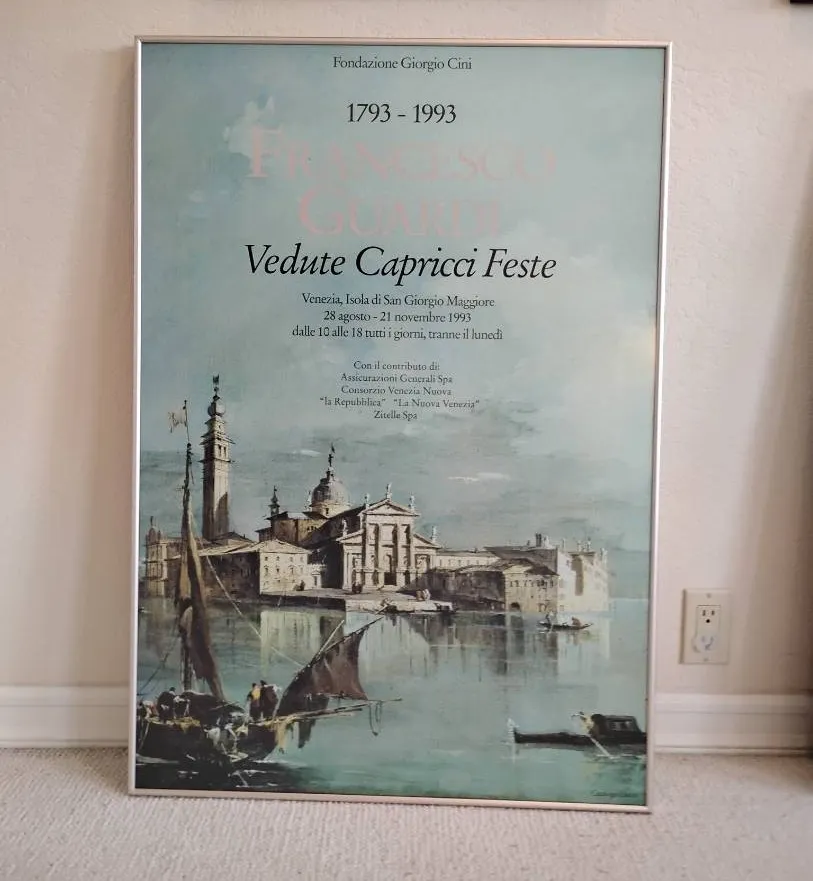 Fondazione Giorgio Cini
1793 - 1993
FRANCESCO
GUARDI
Vedute Capricci Feste
Venezia, Isola di San Giorgio Maggiore
28 agosto - 21 novembre 1993
dalle 10 alle 18 tutti i giorni, tranne il lunedì
Con il contributo di:
Assicurazioni Generali Spa
Consorzio Venezia Nuova
"la Repubblica" "La Nuova Venezia"
Zitelle Spa